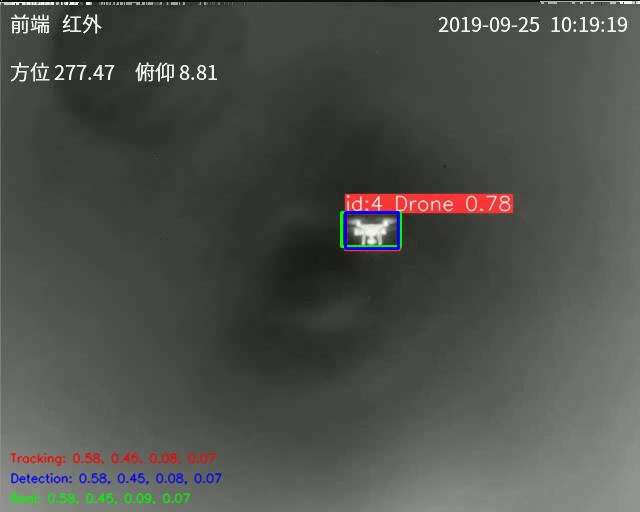 前端 红外 2019-09-25 10:19:19
方位 277.47 俯仰 8.81
id:4 Drone 0.78
Tracking: 0.58, 0.45, 0.08, 0.07
Detection: 0.58, 0.45, 0.08, 0.07
0.58, 0.45, 0.09, 0.07